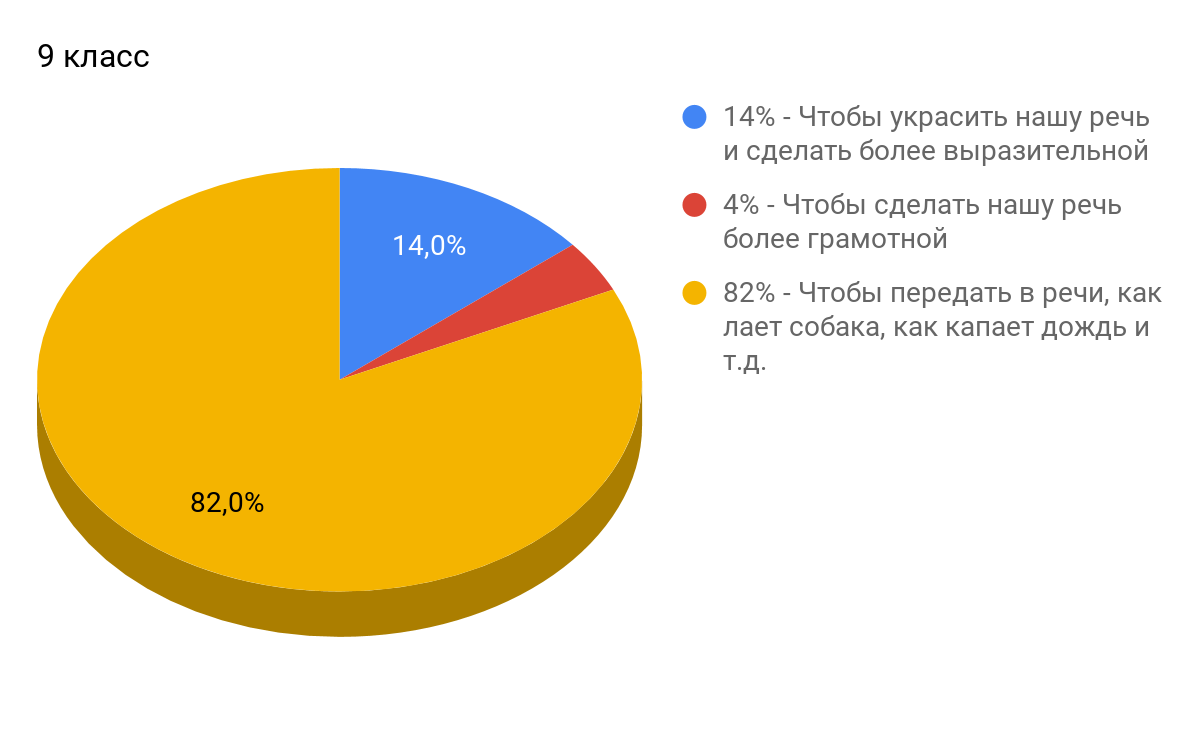 9 класс
14% - Чтобы украсить нашу речь
и сделать более выразительной
4% - Чтобы сделать нашу речь
более грамотной
82% - Чтобы передать в речи, как
лает собака, как капает дождь и
т.д.
14,0%
82,0%